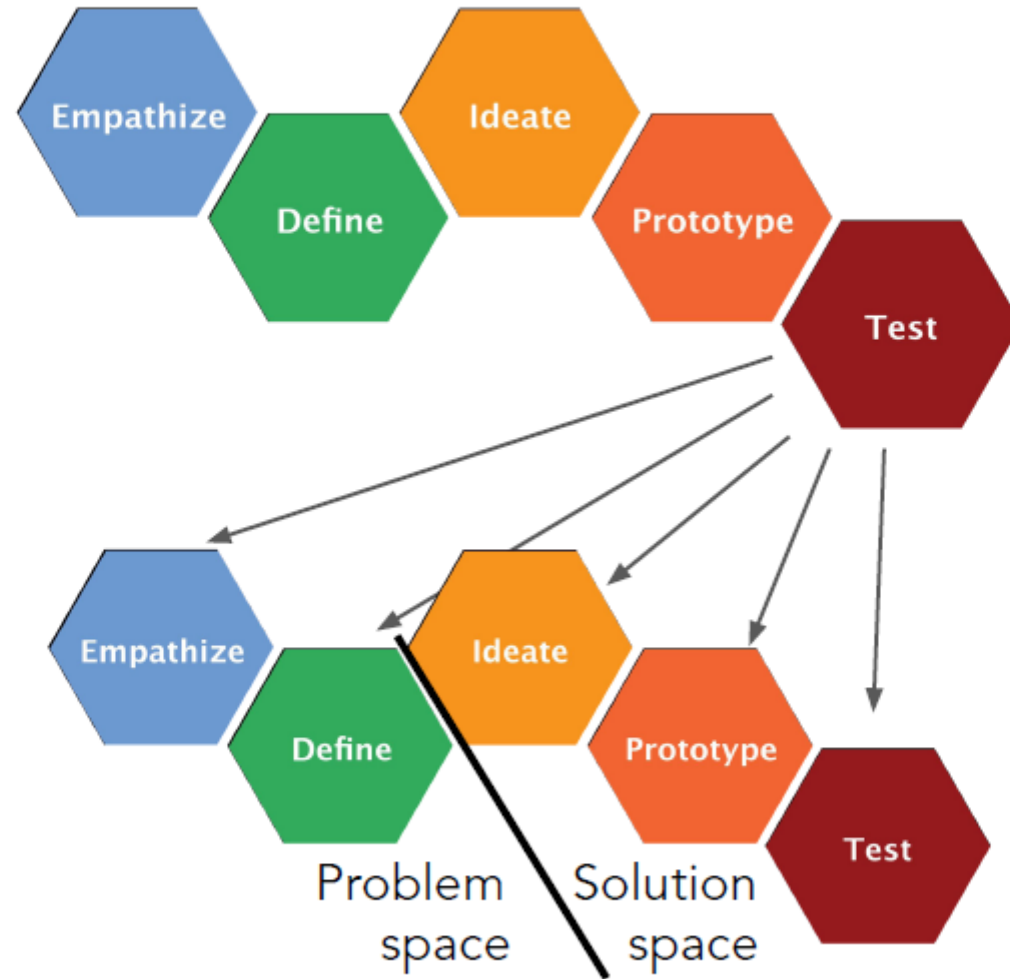 Empathize
Ideate
Define
Prototype
Test
Empathize
Ideate
Define
Prototype
Test
Problem
space
Solution
space